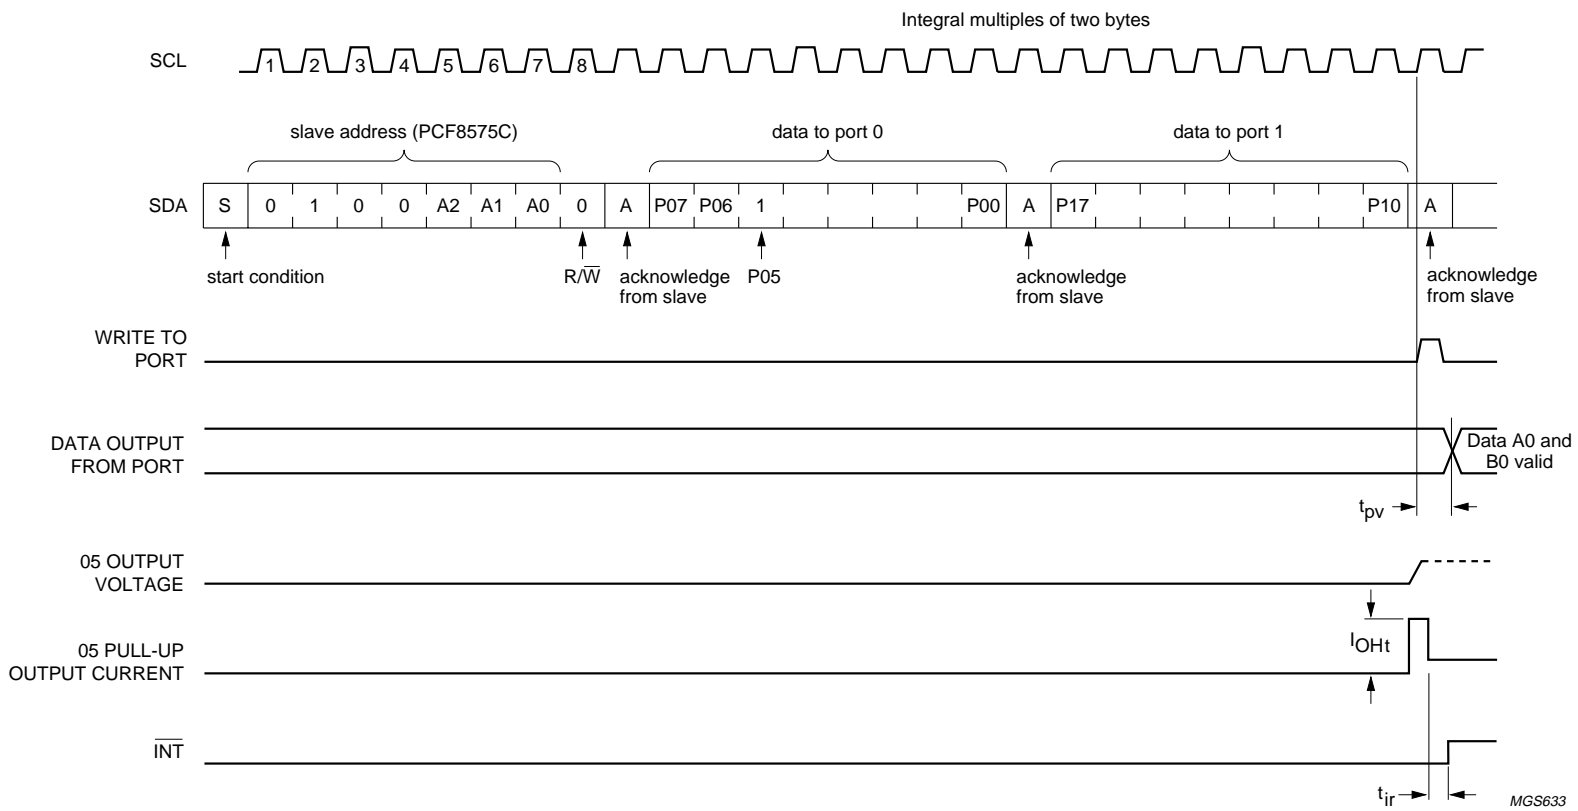 Integral multiples of two bytes
SCL
1 2 3 4 5 6 7 8
slave address (PCF8575C) data to port 0 data to port 1
SDA S 0 1 0 0 A2 A1 A0 0 A P07 P06 1 P00 A P17 P10 A
start condition R/W acknowledge P05 acknowledge acknowledge
from slave from slave from slave
WRITE TO
PORT
DATA OUTPUT
FROM PORT
Data A0 and
B0 valid
tpv
05 OUTPUT
VOLTAGE
05 PULL-UP
OUTPUT CURRENT
IOHt
INT
tir
MGS633